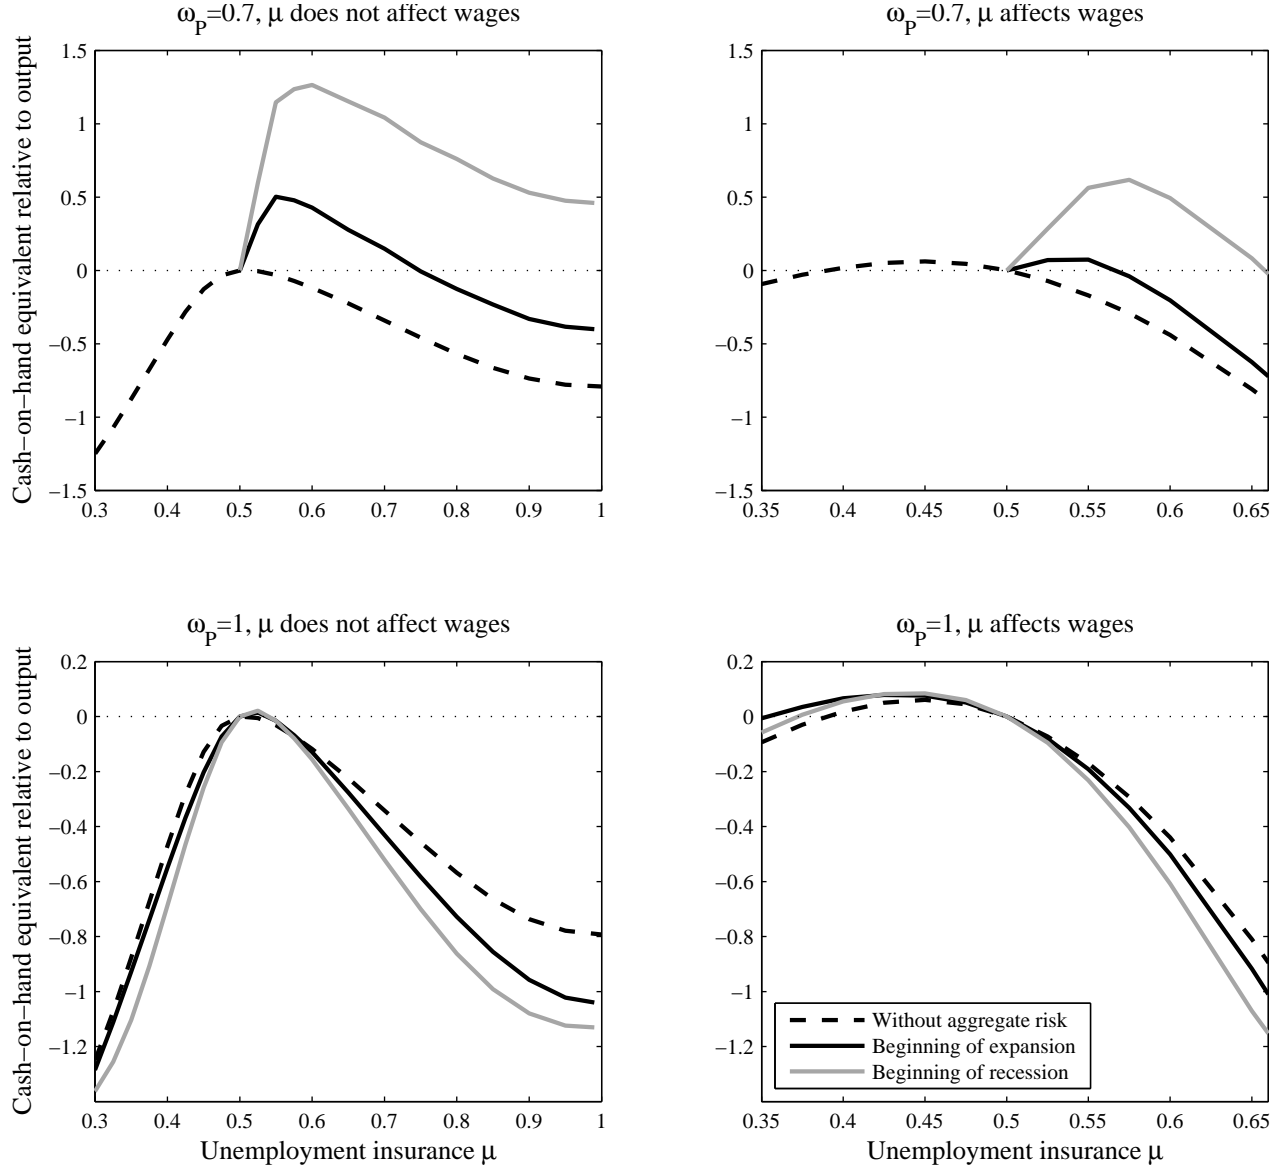 ω_P=0.7, μ does not affect wages
Cash−on−hand equivalent relative to output
1.5
1
0.5
0
−0.5
−1
−1.5
0.3 0.4 0.5 0.6 0.7 0.8 0.9 1
ω_P=0.7, μ affects wages
1.5
1
0.5
0
−0.5
−1
−1.5
0.35 0.4 0.45 0.5 0.55 0.6 0.65
ω_P=1, μ does not affect wages
Cash−on−hand equivalent relative to output
0.2
0
−0.2
−0.4
−0.6
−0.8
−1
−1.2
0.3 0.4 0.5 0.6 0.7 0.8 0.9 1
Unemployment insurance μ
ω_P=1, μ affects wages
0.2
0
−0.2
−0.4
−0.6
−0.8
−1
−1.2
Without aggregate risk
Beginning of expansion
Beginning of recession
0.35 0.4 0.45 0.5 0.55 0.6 0.65
Unemployment insurance μ